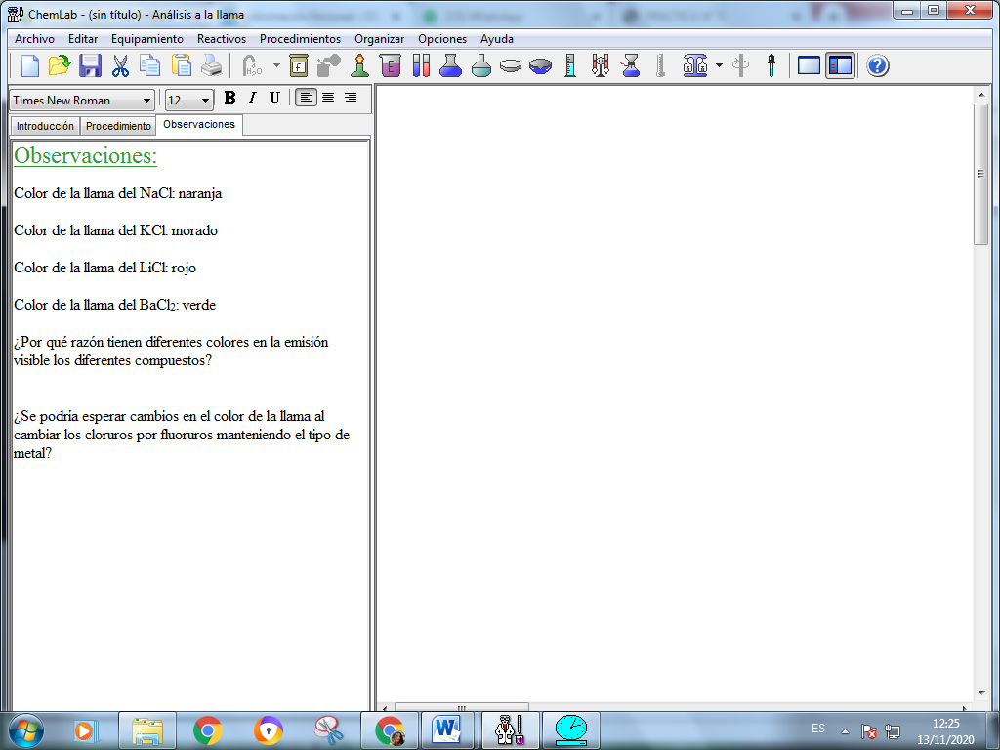 ChemLab - (sin título) - Análisis a la llama
Archivo Editar Equipamiento Reactivos Procedimientos Organizar Opciones Ayuda
Times New Roman 12 B I U
Introducción Procedimiento Observaciones
Observaciones:
Color de la llama del NaCl: naranja
Color de la llama del KCl: morado
Color de la llama del LiCl: rojo
Color de la llama del BaCl2: verde
¿Por qué razón tienen diferentes colores en la emisión
visible los diferentes compuestos?
¿Se podría esperar cambios en el color de la llama al
cambiar los cloruros por fluoruros manteniendo el tipo de
metal?
ES
12:25
13/11/2020